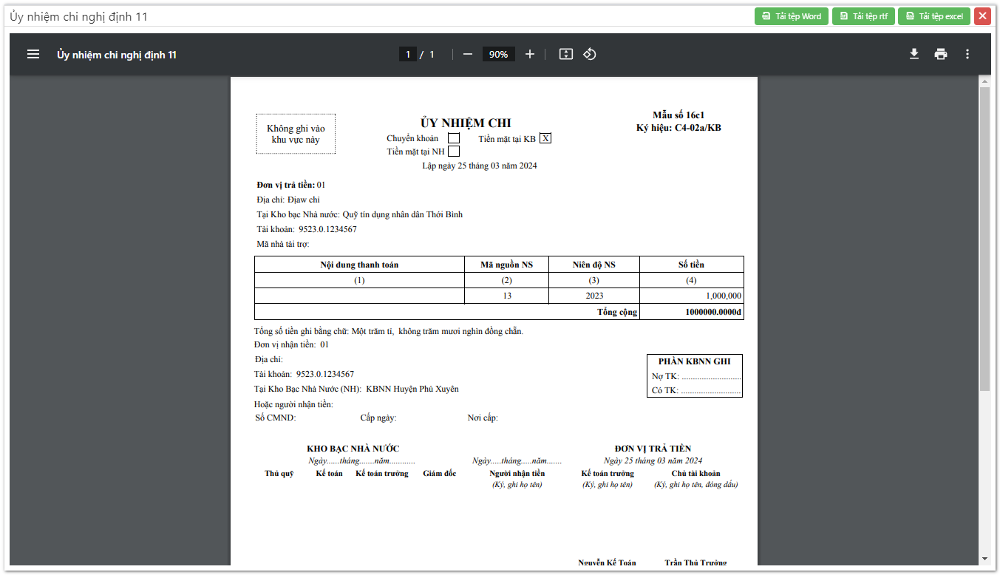 Ủy nhiệm chi nghị định 11
Tải tệp Word Tải tệp rtf Tải tệp excel
Ủy nhiệm chi nghị định 11 1 / 1 90%
Không ghi vào
khu vực này
ỦY NHIỆM CHI
Chuyển khoản Tiền mặt tại KB X
Tiền mặt tại NH
Lập ngày 25 tháng 03 năm 2024
Mẫu số 16c1
Ký hiệu: C4-02a/KB
Đơn vị trả tiền: 01
Địa chỉ: Địaw chỉ
Tại Kho bạc Nhà nước: Quỹ tín dụng nhân dân Thới Bình
Tài khoản: 9523.0.1234567
Mã nhà tài trợ:
Nội dung thanh toán Mã nguồn NS Niên độ NS Số tiền
(1) (2) (3) (4)
13 2023 1,000,000
Tổng cộng 1000000.0000đ
Tổng số tiền ghi bằng chữ: Một trăm tỉ, không trăm mươi nghìn đồng chẵn.
Đơn vị nhận tiền: 01
Địa chỉ:
Tài khoản: 9523.0.1234567
Tại Kho Bạc Nhà Nước (NH): KBNN Huyện Phú Xuyên
Hoặc người nhận tiền:
Số CMND: Cấp ngày: Nơi cấp:
PHẦN KBNN GHI
Nợ TK: ...........................
Có TK: ...........................
KHO BẠC NHÀ NƯỚC ĐƠN VỊ TRẢ TIỀN
Ngày......tháng.......năm............ Ngày.....tháng.....năm....... Ngày 25 tháng 03 năm 2024
Thủ quỹ Kế toán Kế toán trưởng Giám đốc Người nhận tiền Kế toán trưởng Chủ tài khoản
(Ký, ghi họ tên) (Ký, ghi họ tên) (Ký, ghi họ tên, đóng dấu)
Nguyễn Kế Toán Trần Thủ Trưởng